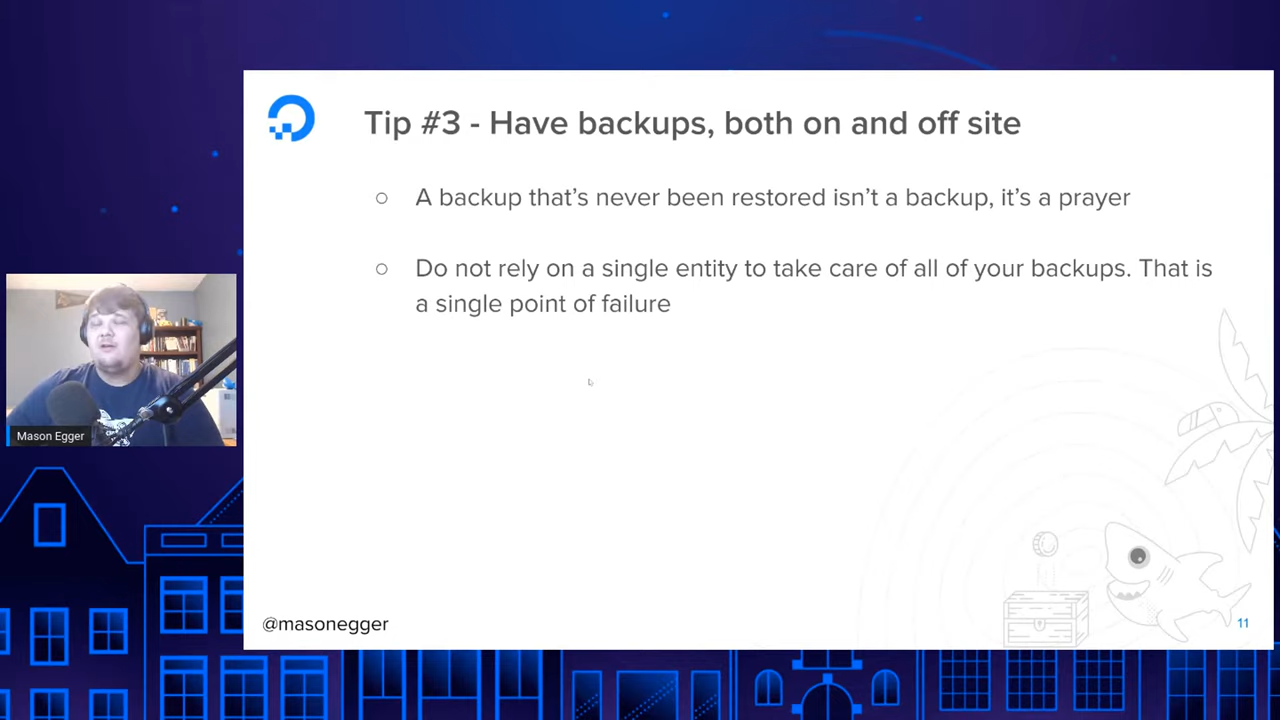 Tip #3 - Have backups, both on and off site
○ A backup that’s never been restored isn’t a backup, it’s a prayer
○ Do not rely on a single entity to take care of all of your backups. That is
a single point of failure
Mason Egger
@masonegger
11